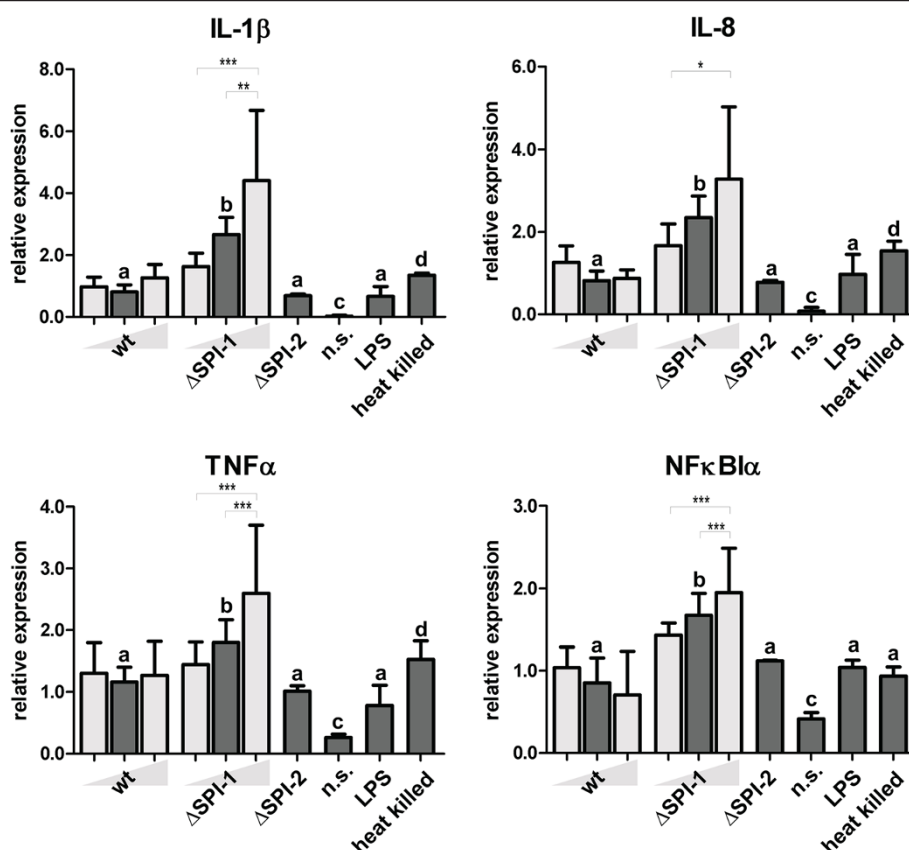 IL-1β
relative expression
8.0
6.0
4.0
2.0
0.0
***
**
a
b
a
c
a
d
wt
ΔSPI-1
ΔSPI-2
n.s.
LPS
heat killed
IL-8
relative expression
6.0
4.0
2.0
0.0
*
a
b
a
c
a
d
wt
ΔSPI-1
ΔSPI-2
n.s.
LPS
heat killed
TNFα
relative expression
4.0
3.0
2.0
1.0
0.0
***
***
a
b
a
c
a
d
wt
ΔSPI-1
ΔSPI-2
n.s.
LPS
heat killed
NFκBIα
relative expression
3.0
2.0
1.0
0.0
***
***
a
b
a
c
a
a
wt
ΔSPI-1
ΔSPI-2
n.s.
LPS
heat killed